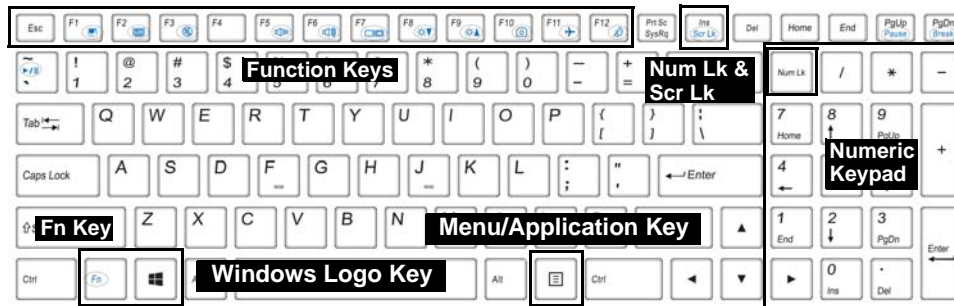 Esc F1 F2 F3 F4 F5 F6 F7 F8 F9 F10 F11 F12 Prt Sc Ins Del Home End PgUp PgDn
SysRq Scr Lk Pause Break
~ ! @ # $ Function Keys * ( ) — + Num Lk & Num Lk / * −
` 1 2 3 4 8 9 0 – = Scr Lk
Tab Q W E R T Y U I O P { } | 7 8 9
[ ] \ Home PgUp
Caps Lock A S D F G H J K L : " Enter 4 Numeric +
; ' Keypad
Fn Key Z X C V B N Menu/Application Key 1 2 3
End PgDn Enter
Ctrl Fn Windows Logo Key Alt Ctrl 0 .
Ins Del